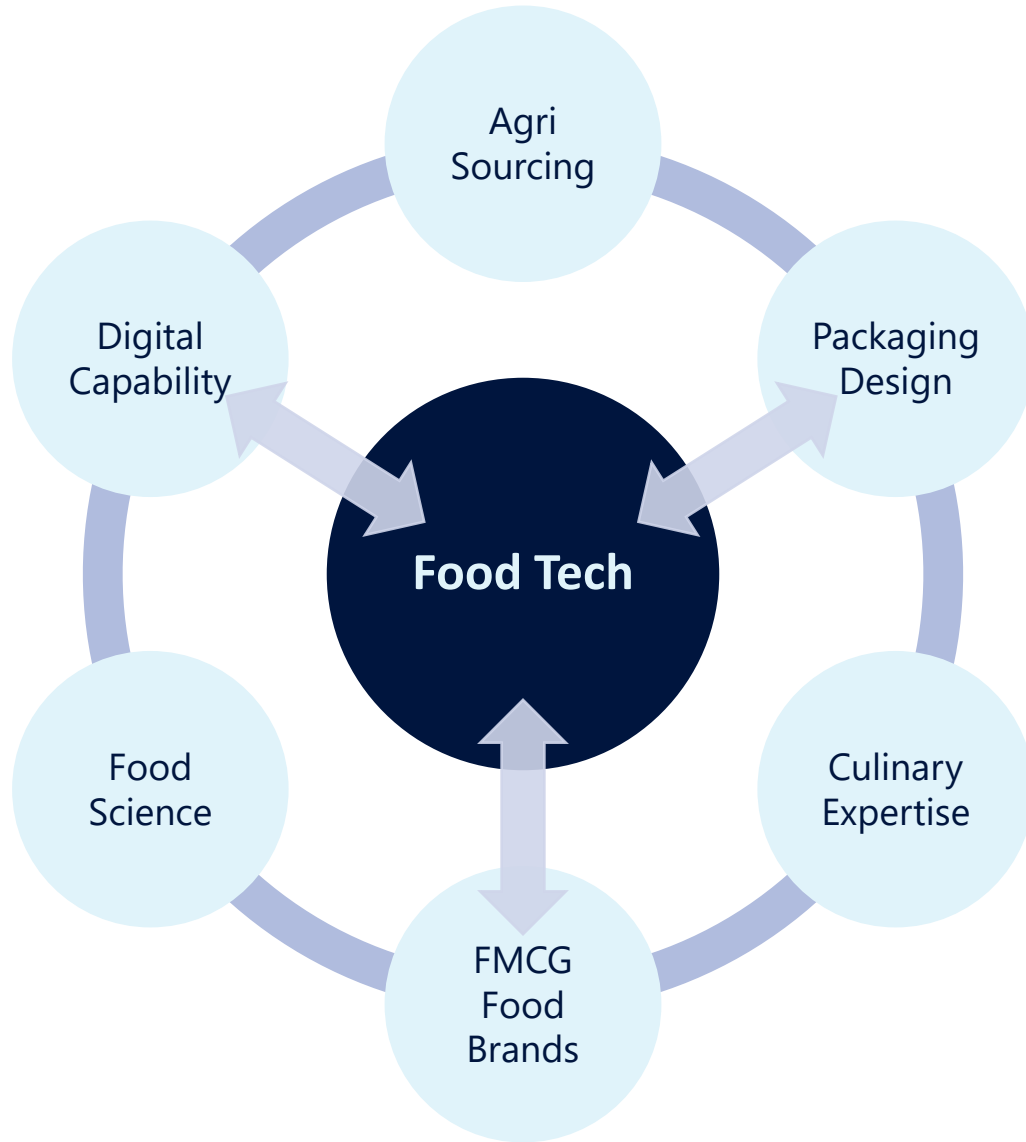 Agri
Sourcing
Digital
Capability
Packaging
Design
Food Tech
Food
Science
Culinary
Expertise
FMCG
Food
Brands